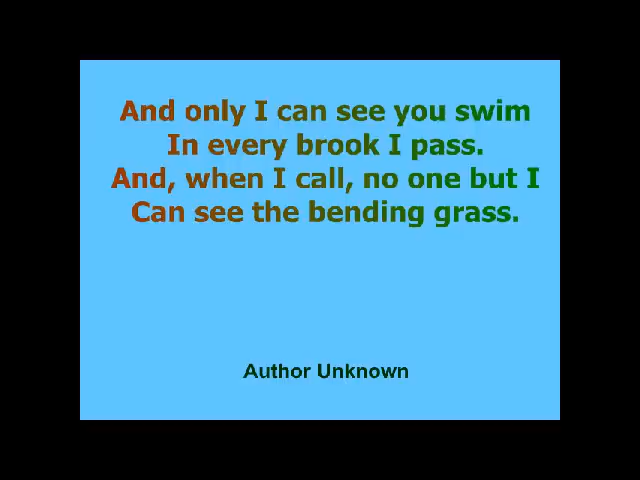 And only I can see you swim
In every brook I pass.
And, when I call, no one but I
Can see the bending grass.
Author Unknown